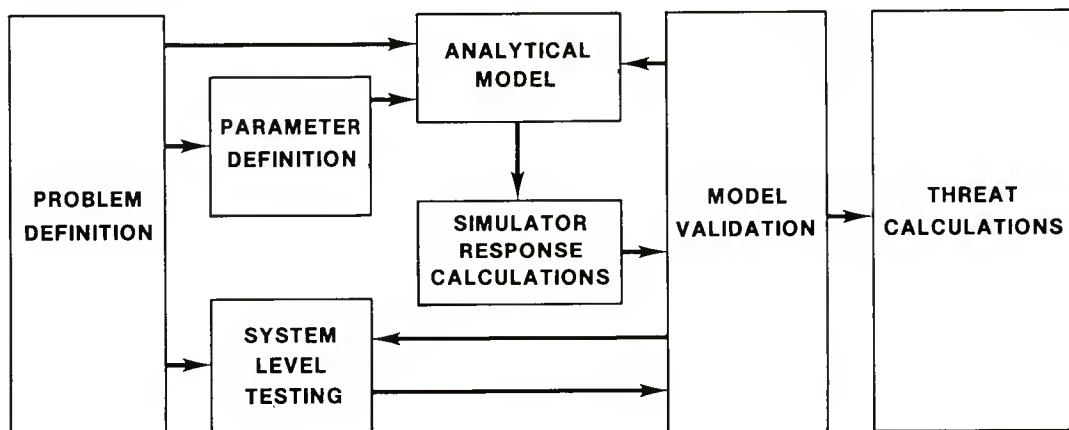 PROBLEM
DEFINITION
PARAMETER
DEFINITION
SYSTEM
LEVEL
TESTING
ANALYTICAL
MODEL
SIMULATOR
RESPONSE
CALCULATIONS
MODEL
VALIDATION
THREAT
CALCULATIONS